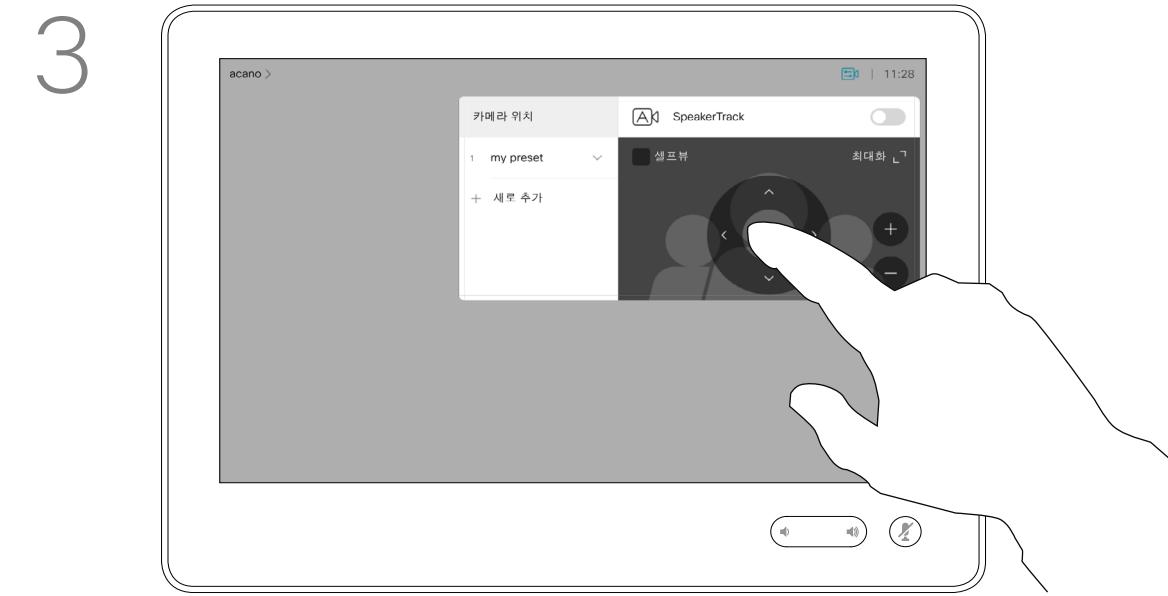 3
acano >
11:28
카메라 위치
SpeakerTrack
1 my preset
셀프뷰
최대화
+ 새로 추가